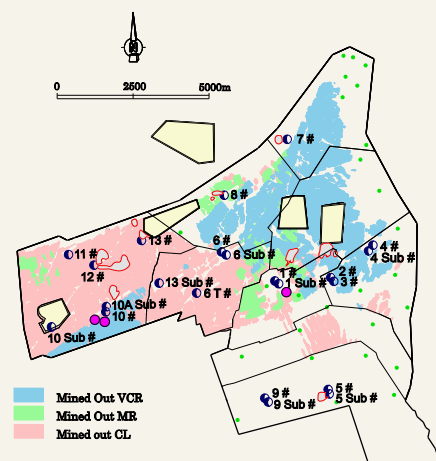 0 2500 5000m
7 #
8 #
13 #
6 #
6 Sub #
4 #
4 Sub #
11 #
12 #
1 #
1 Sub #
2 #
3 #
13 Sub #
6 T #
10A Sub #
10 #
10 Sub #
9 #
9 Sub #
5 #
5 Sub #
Mined Out VCR
Mined Out MR
Mined out CL